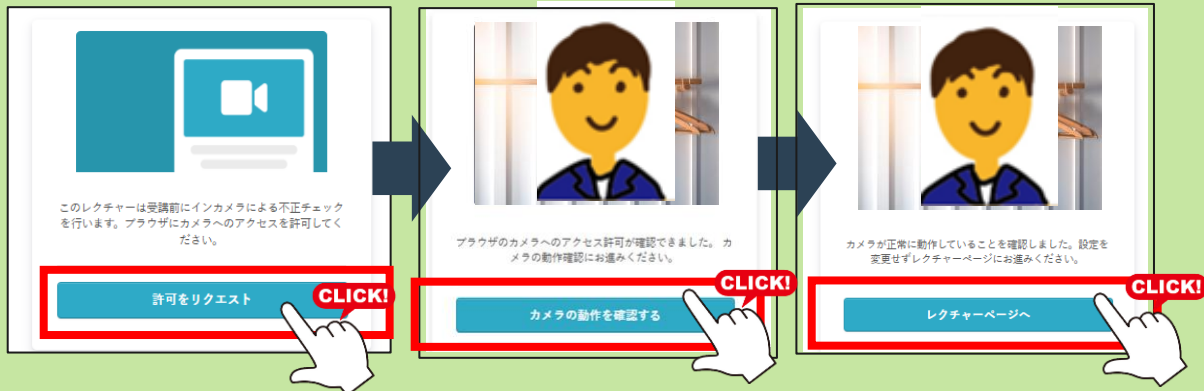 このレクチャーは受講前にインカメラによる不正チェック
を行います。ブラウザにカメラへのアクセスを許可してく
ださい。
許可をリクエスト
CLICK!
ブラウザのカメラへのアクセス許可が確認できました。 カ
メラの動作確認にお進みください。
カメラの動作を確認する
CLICK!
カメラが正常に動作していることを確認しました。設定を
変更せずレクチャーページにお進みください。
レクチャーページへ
CLICK!